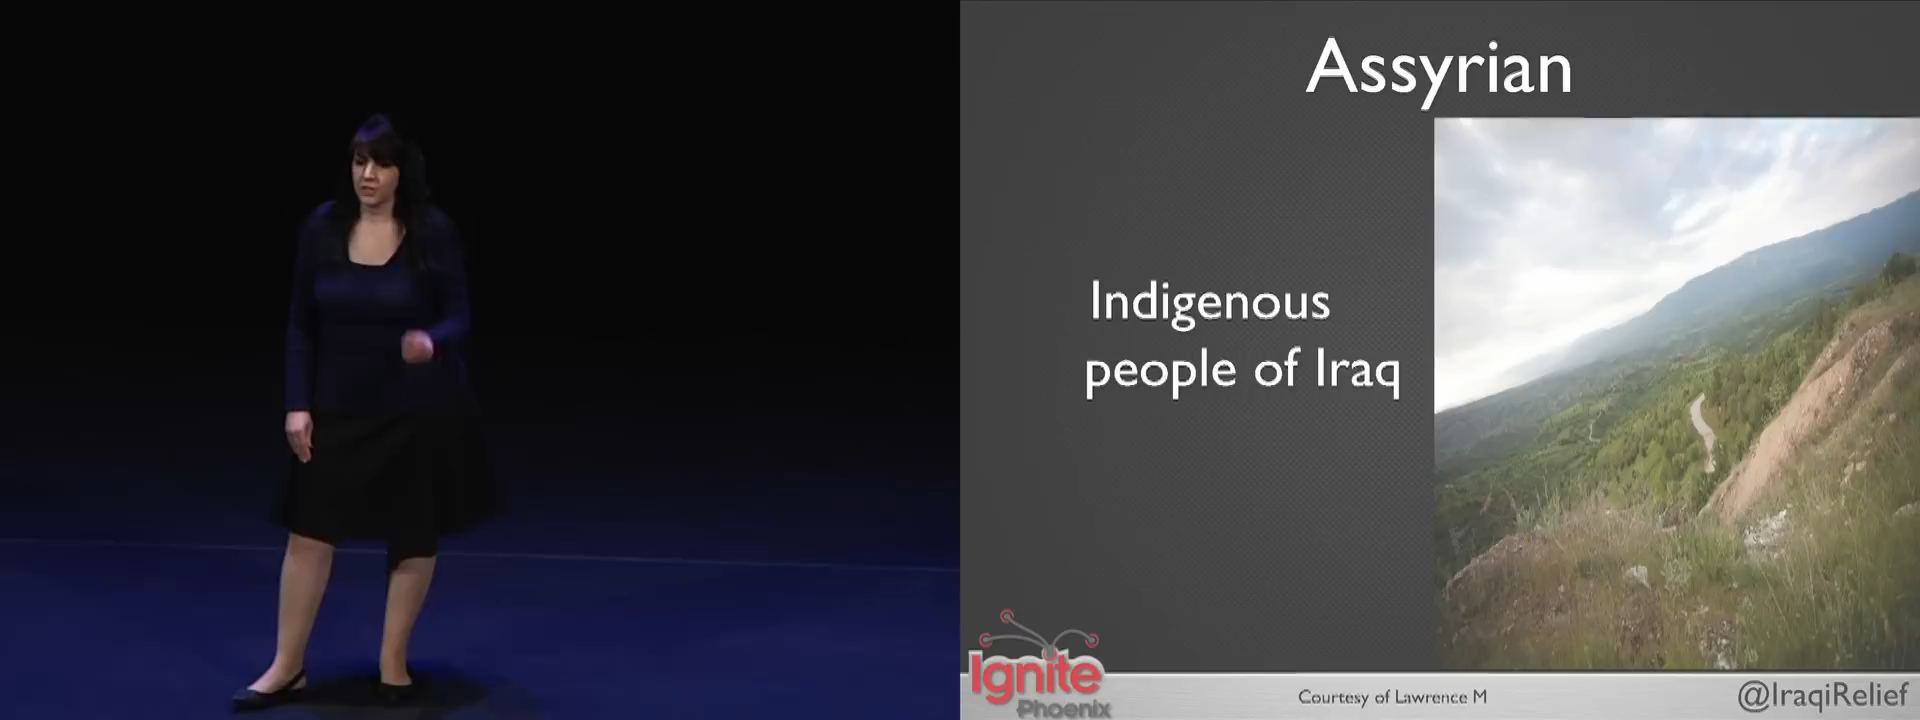 Assyrian
Indigenous
people of Iraq
Ignite
Phoenix
Courtesy of Lawrence M
@IraqiRelief